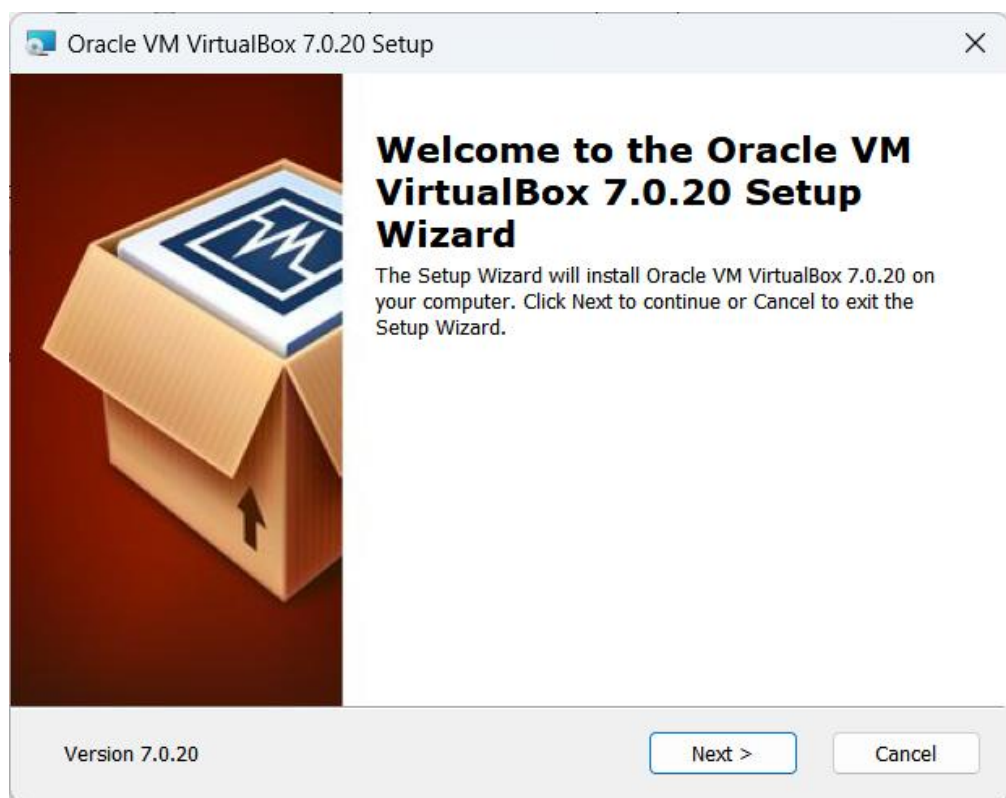 Oracle VM VirtualBox 7.0.20 Setup
Welcome to the Oracle VM
VirtualBox 7.0.20 Setup
Wizard
The Setup Wizard will install Oracle VM VirtualBox 7.0.20 on
your computer. Click Next to continue or Cancel to exit the
Setup Wizard.
Version 7.0.20
Next >
Cancel